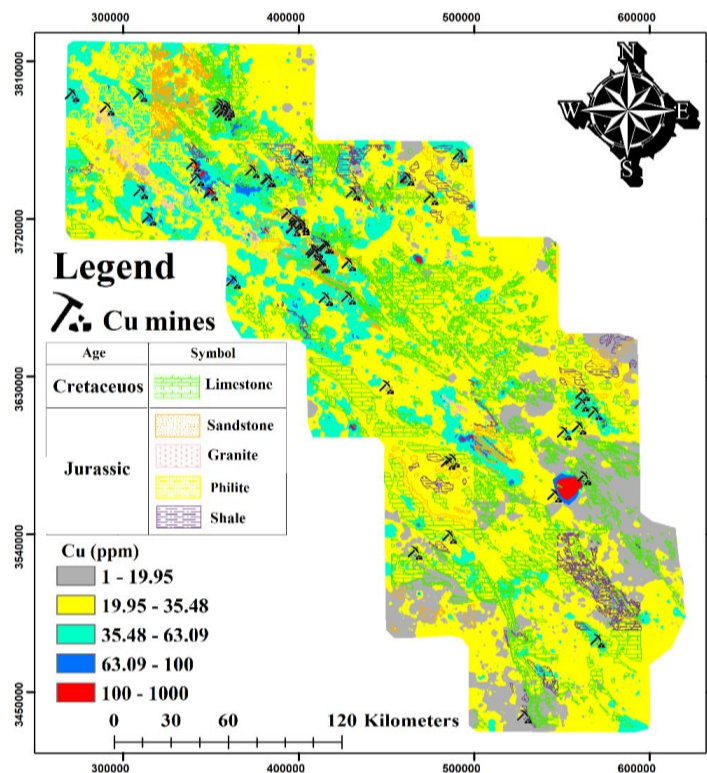 300000 400000 500000 600000
3810000
3720000
3630000
3540000
3450000
N
W E
S
Legend
Cu mines
Age Symbol
Cretaceuos Limestone
Jurassic
Sandstone
Granite
Philite
Shale
Cu (ppm)
1 - 19.95
19.95 - 35.48
35.48 - 63.09
63.09 - 100
100 - 1000
0 30 60 120 Kilometers
300000 400000 500000 600000